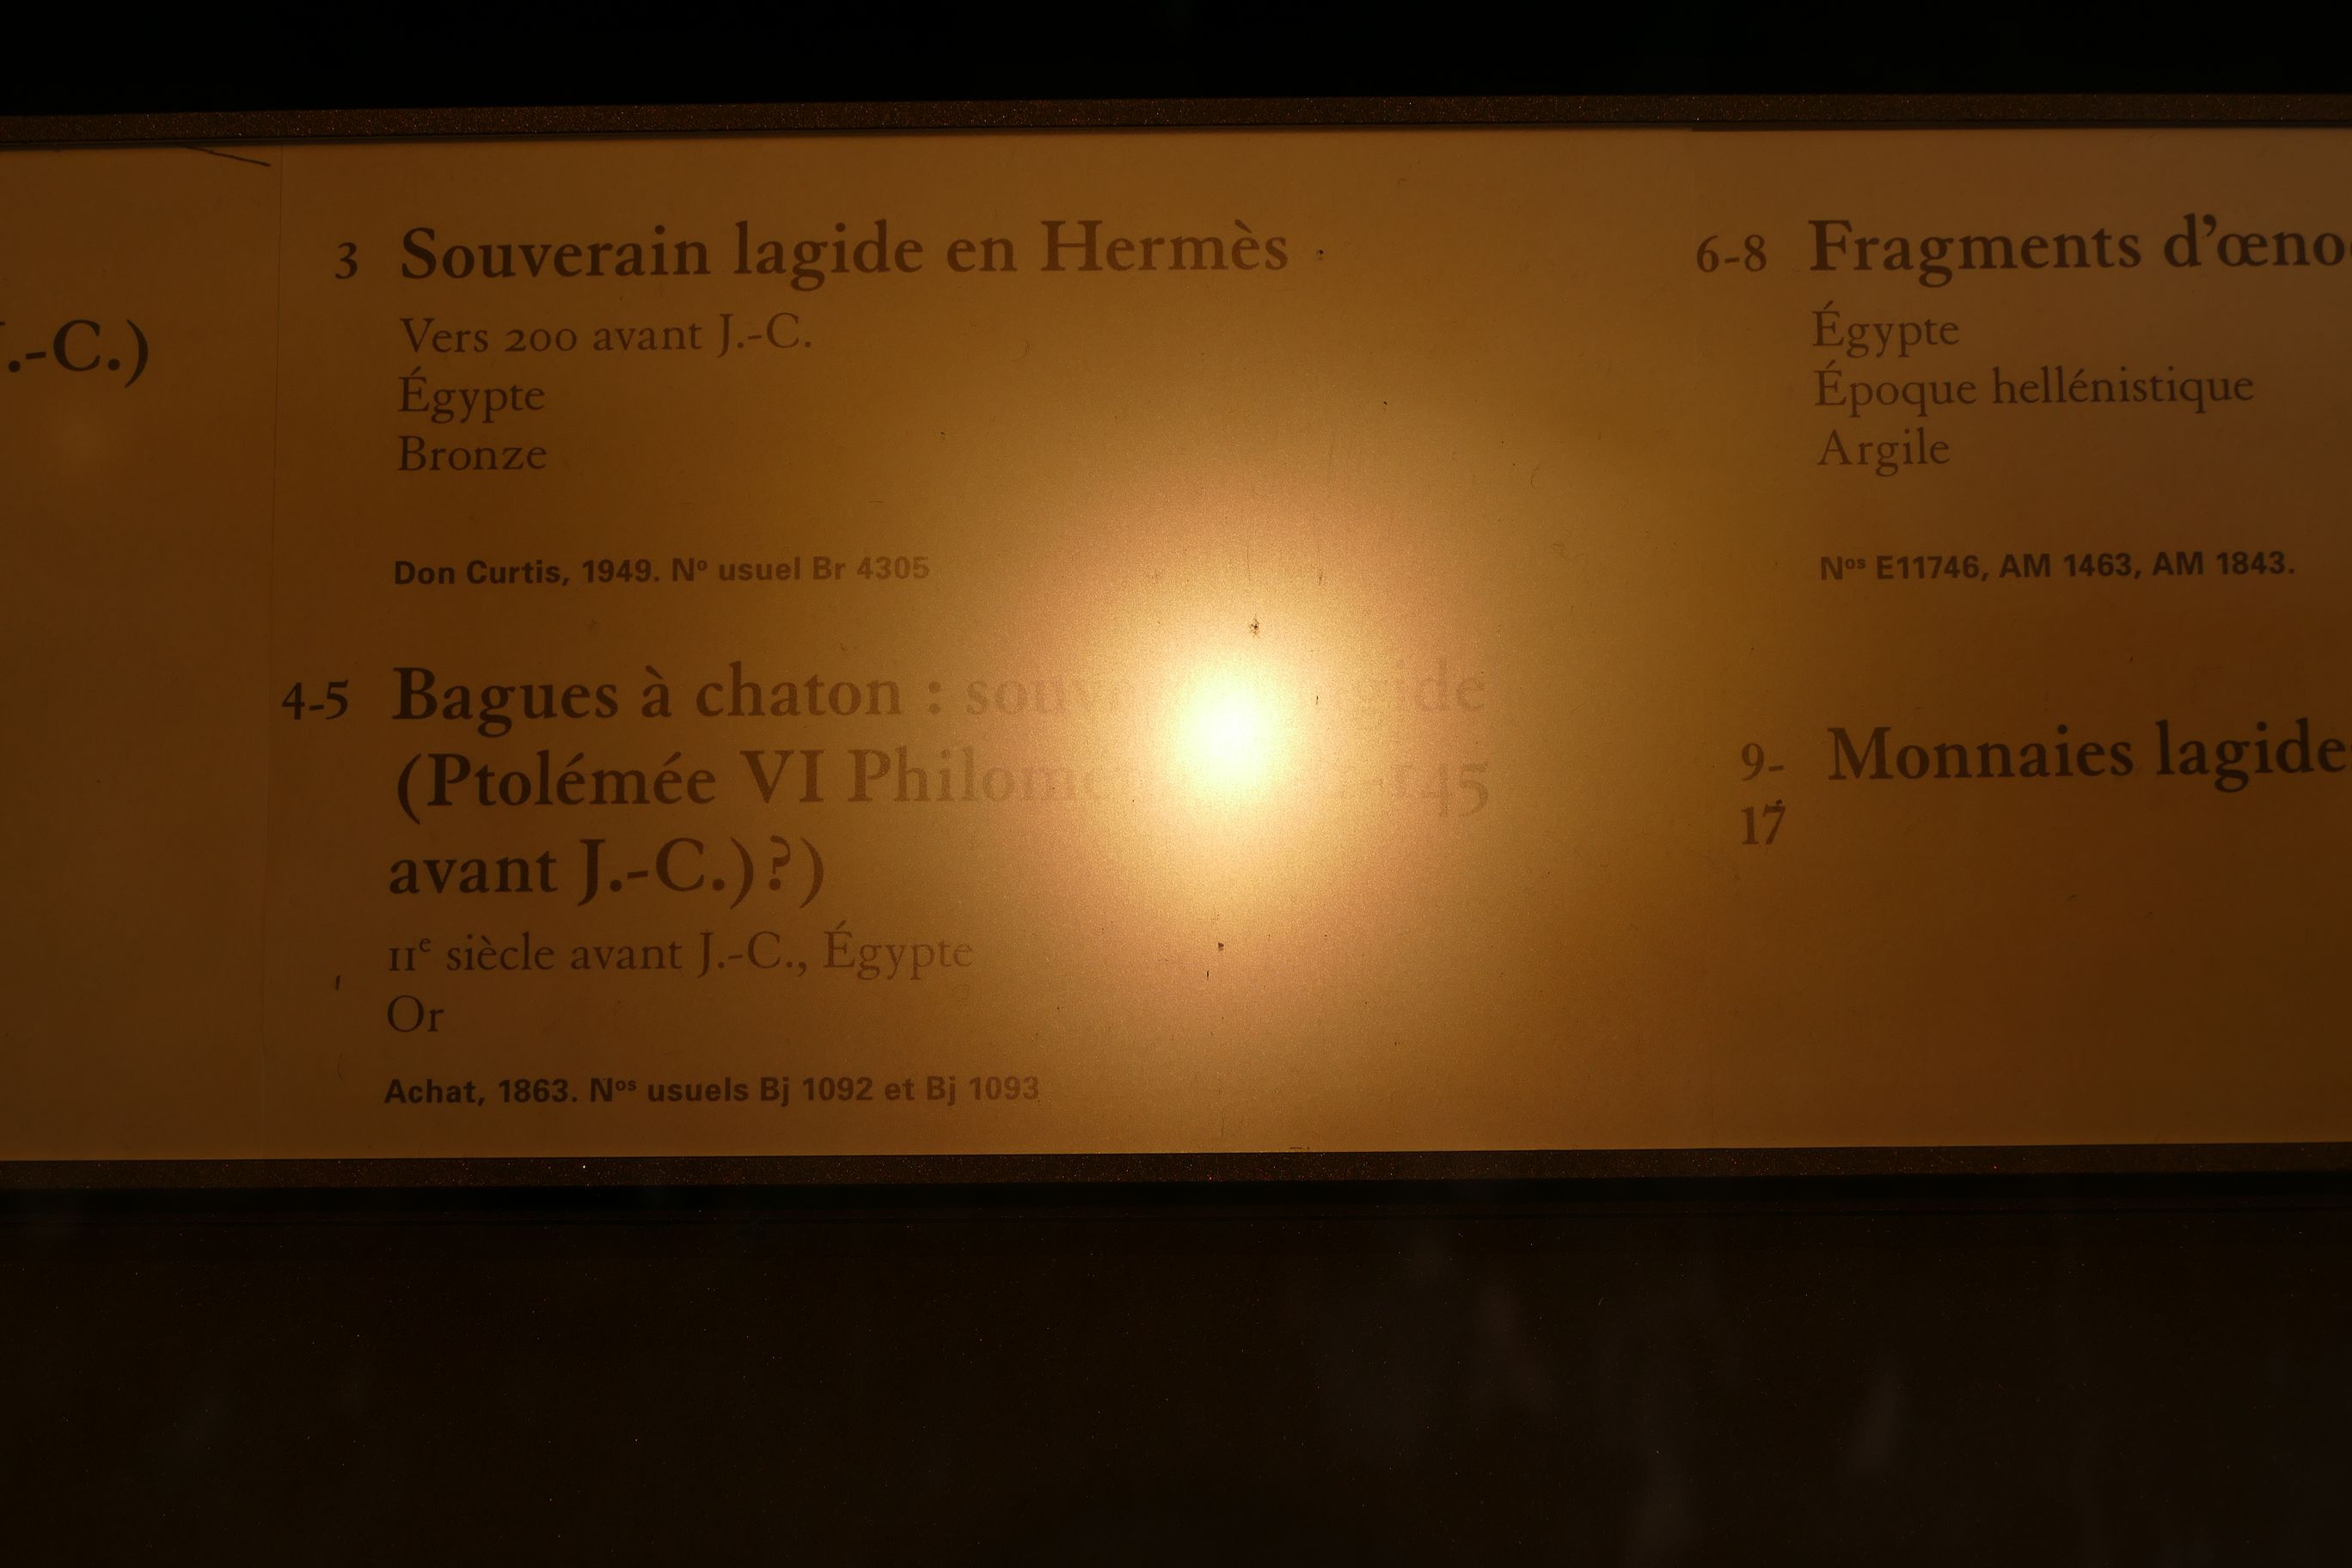 .-C.)
3 Souverain lagide en Hermès
Vers 200 avant J.-C.
Égypte
Bronze
Don Curtis, 1949. Nº usuel Br 4305
4-5 Bagues à chaton :
(Ptolémée VI
avant J.-C.)?)
IIe siècle avant J.-C., Égypte
Or
Achat, 1863. Nos usuels Bj 1092 et Bj 1093
6-8 Fragments
Égypte
Époque hellénistique
Argile
Nos E11746, AM 1463, AM 1843.
9- Monnaies lagide
17